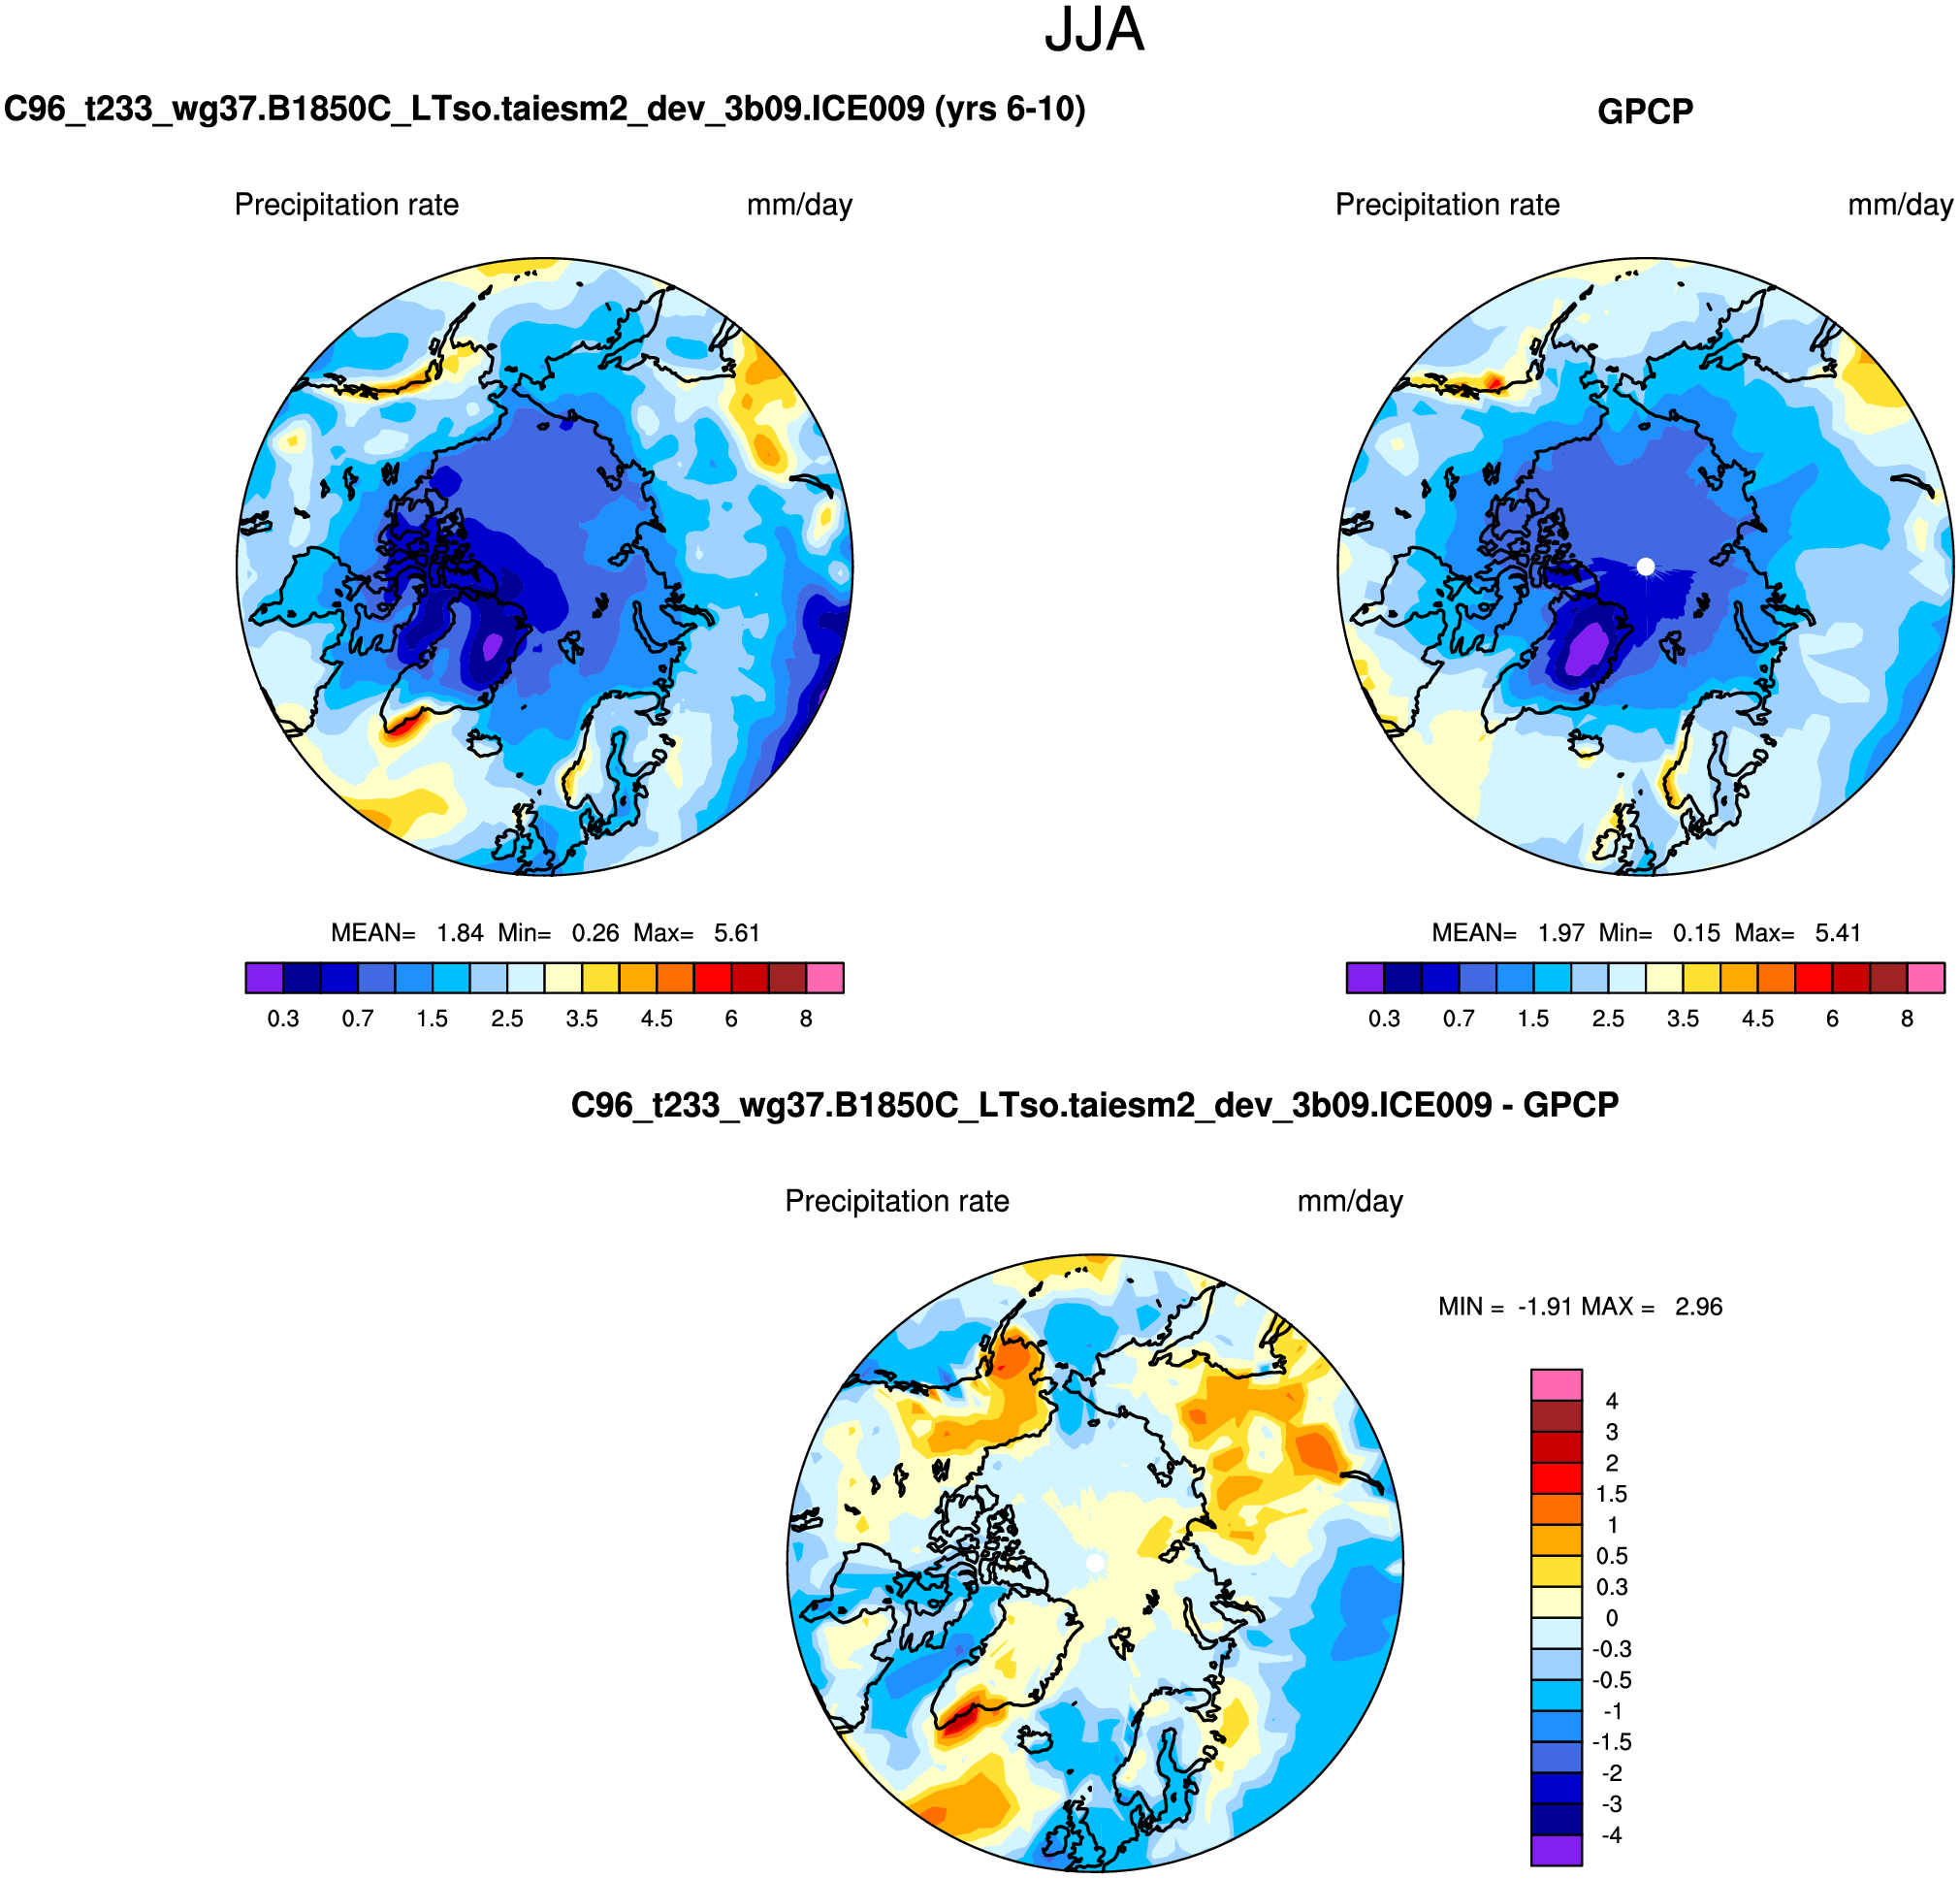 JJA
C96_t233_wg37.B1850C_LTso.taiesm2_dev_3b09.ICE009 (yrs 6-10)
GPCP
Precipitation rate mm/day
Precipitation rate mm/day
MEAN= 1.84 Min= 0.26 Max= 5.61
0.3 0.7 1.5 2.5 3.5 4.5 6 8
MEAN= 1.97 Min= 0.15 Max= 5.41
0.3 0.7 1.5 2.5 3.5 4.5 6 8
C96_t233_wg37.B1850C_LTso.taiesm2_dev_3b09.ICE009 - GPCP
Precipitation rate mm/day
MIN = -1.91 MAX = 2.96
4
3
2
1.5
1
0.5
0.3
0
-0.3
-0.5
-1
-1.5
-2
-3
-4